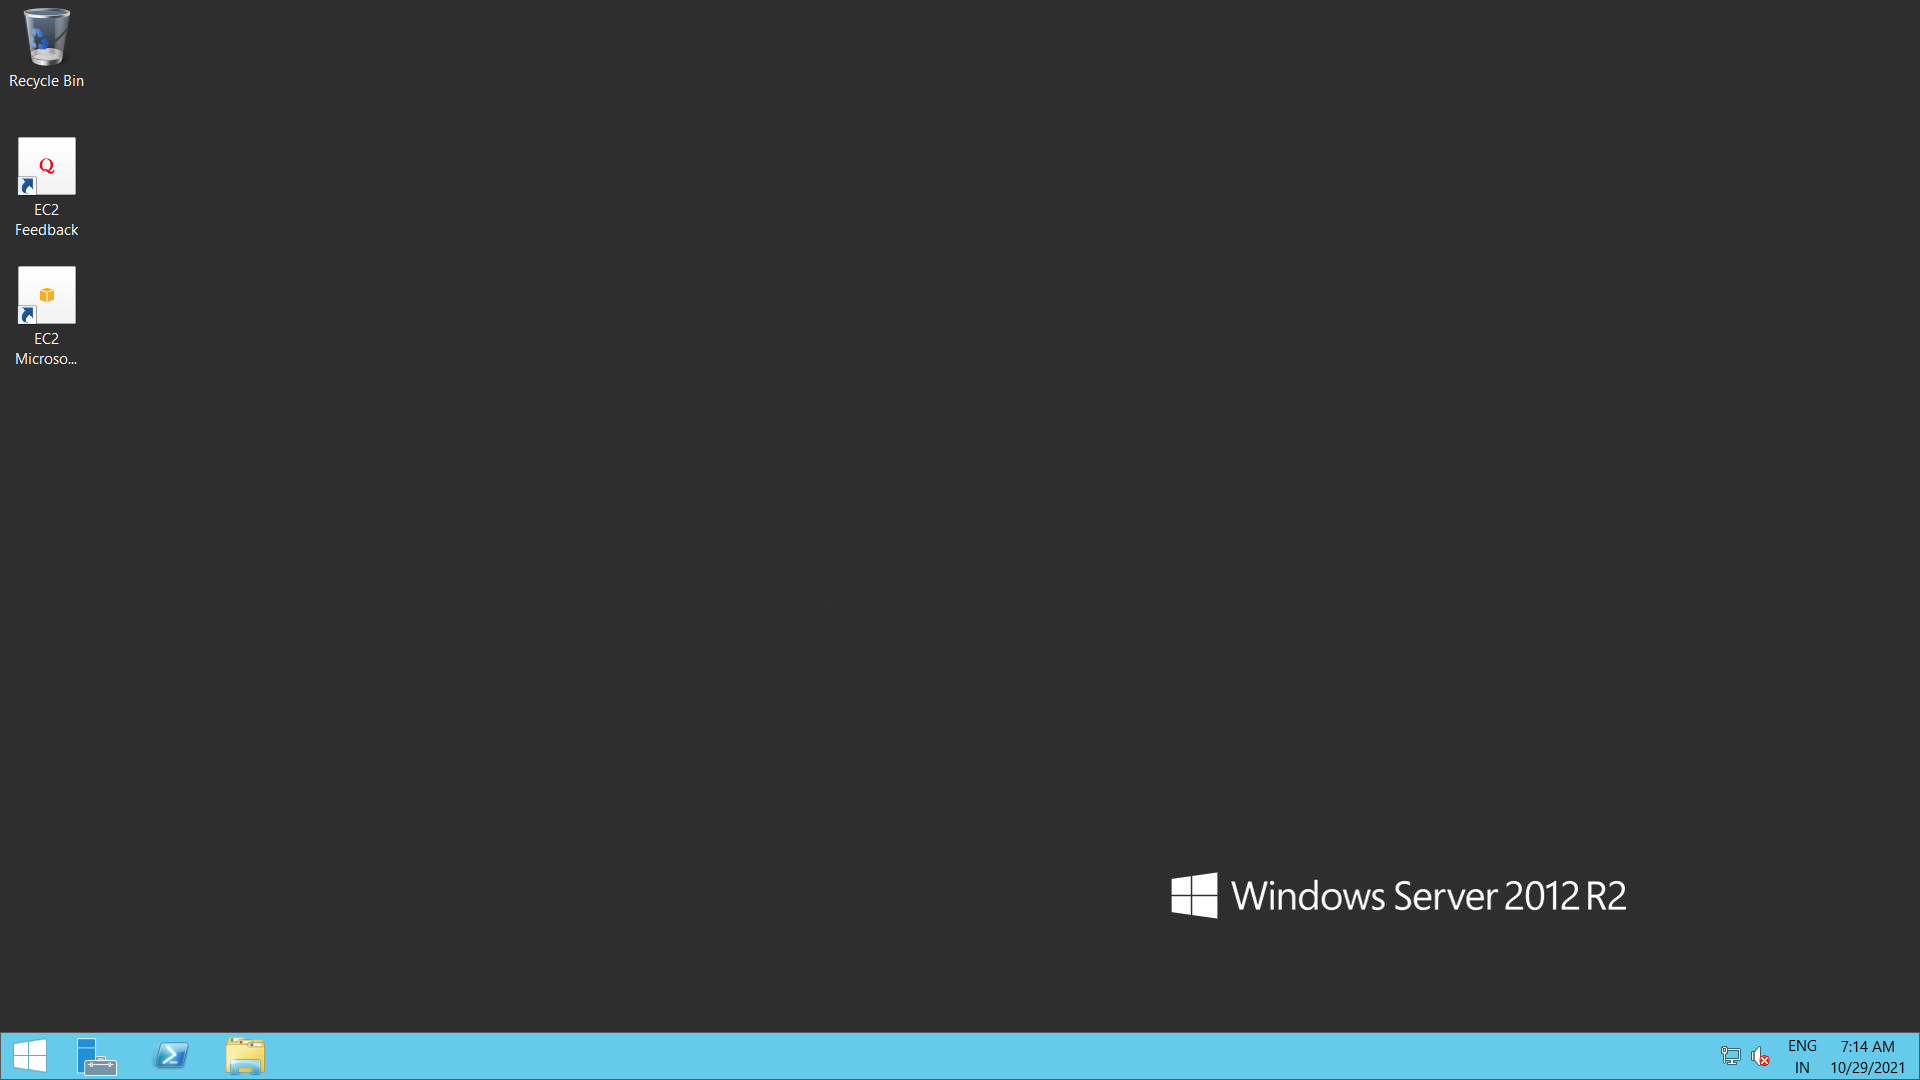 Recycle Bin
Q
EC2
Feedback
EC2
Microso...
Windows Server 2012 R2
ENG
IN
7:14 AM
10/29/2021